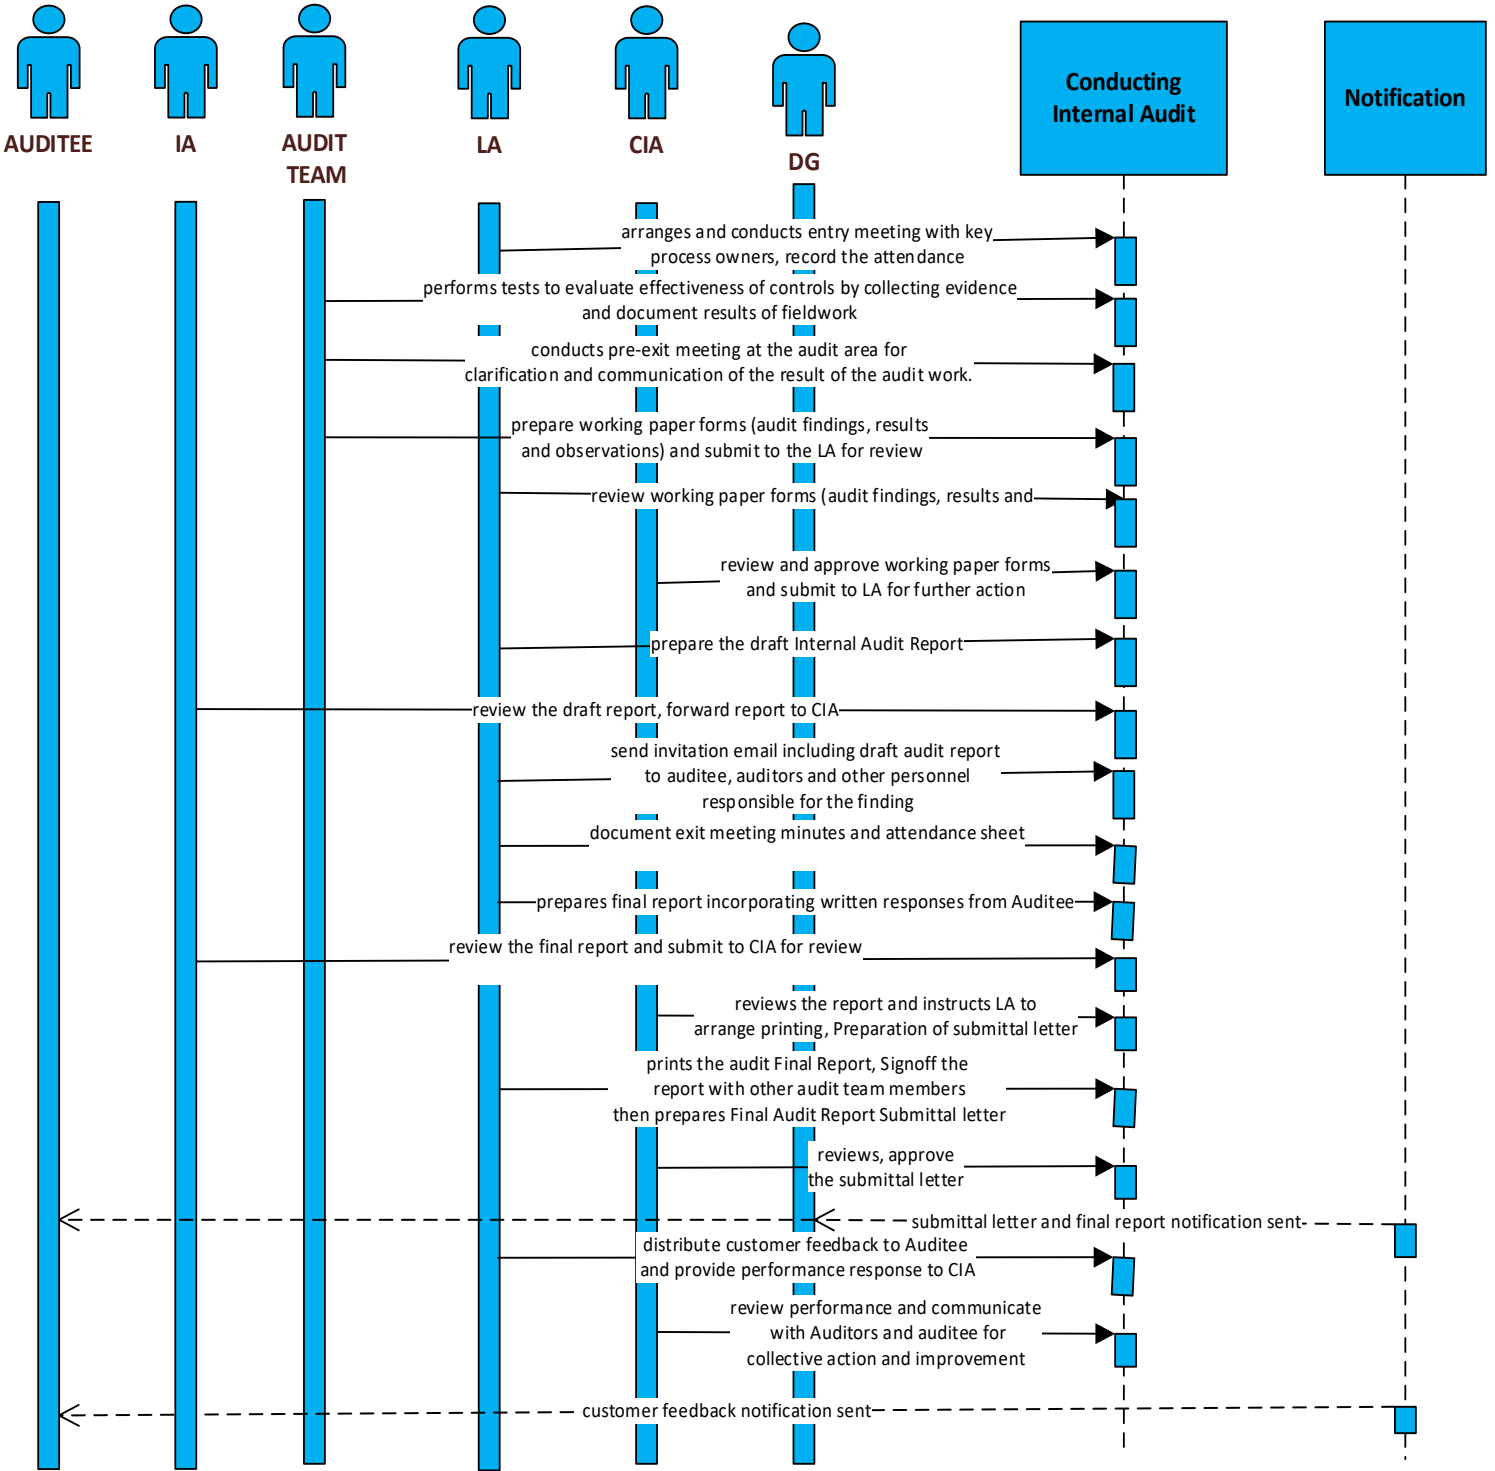 AUDITEE
IA
AUDIT
TEAM
LA
CIA
DG
Conducting
Internal Audit
Notification
arranges and conducts entry meeting with key
process owners, record the attendance
performs tests to evaluate effectiveness of controls by collecting evidence
and document results of fieldwork
conducts pre-exit meeting at the audit area for
clarification and communication of the result of the audit work.
prepare working paper forms (audit findings, results
and observations) and submit to the LA for review
review working paper forms (audit findings, results and
review and approve working paper forms
and submit to LA for further action
prepare the draft Internal Audit Report
review the draft report, forward report to CIA
send invitation email including draft audit report
to auditee, auditors and other personnel
responsible for the finding
document exit meeting minutes and attendance sheet
prepares final report incorporating written responses from Auditee
review the final report and submit to CIA for review
reviews the report and instructs LA to
arrange printing, Preparation of submittal letter
prints the audit Final Report, Signoff the
report with other audit team members
then prepares Final Audit Report Submittal letter
reviews, approve
the submittal letter
submittal letter and final report notification sent
distribute customer feedback to Auditee
and provide performance response to CIA
review performance and communicate
with Auditors and auditee for
collective action and improvement
customer feedback notification sent